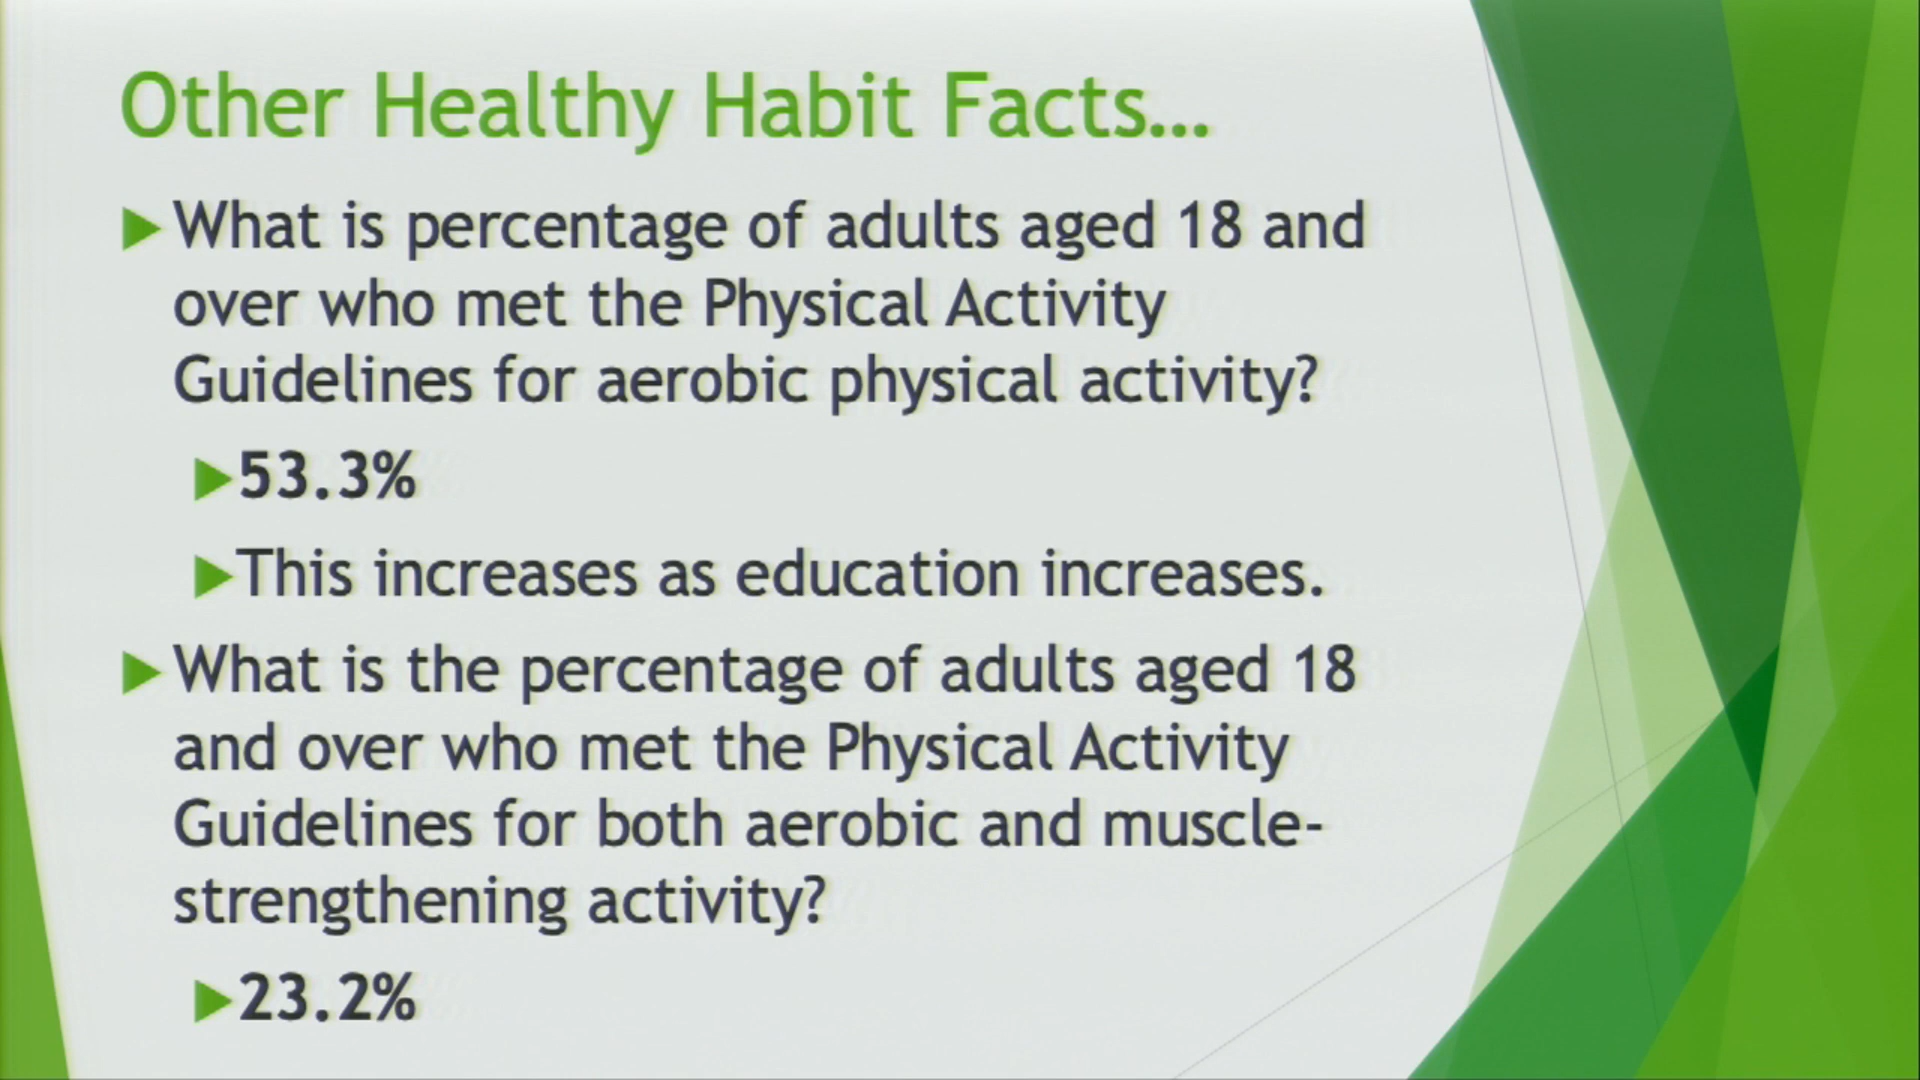 Other Healthy Habit Facts...
What is percentage of adults aged 18 and
over who met the Physical Activity
Guidelines for aerobic physical activity?
53.3%
This increases as education increases.
What is the percentage of adults aged 18
and over who met the Physical Activity
Guidelines for both aerobic and muscle-
strengthening activity?
23.2%